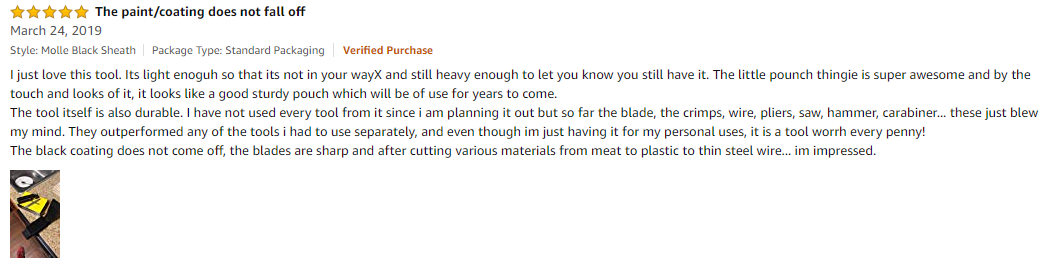 The paint/coating does not fall off
March 24, 2019
Style: Molle Black Sheath Package Type: Standard Packaging Verified Purchase
I just love this tool. Its light enoguh so that its not in your wayX and still heavy enough to let you know you still have it. The little pounch thingie is super awesome and by the
touch and looks of it, it looks like a good sturdy pouch which will be of use for years to come.
The tool itself is also durable. I have not used every tool from it since i am planning it out but so far the blade, the crimps, wire, pliers, saw, hammer, carabiner... these just blew
my mind. They outperformed any of the tools i had to use separately, and even though im just having it for my personal uses, it is a tool worrh every penny!
The black coating does not come off, the blades are sharp and after cutting various materials from meat to plastic to thin steel wire... im impressed.